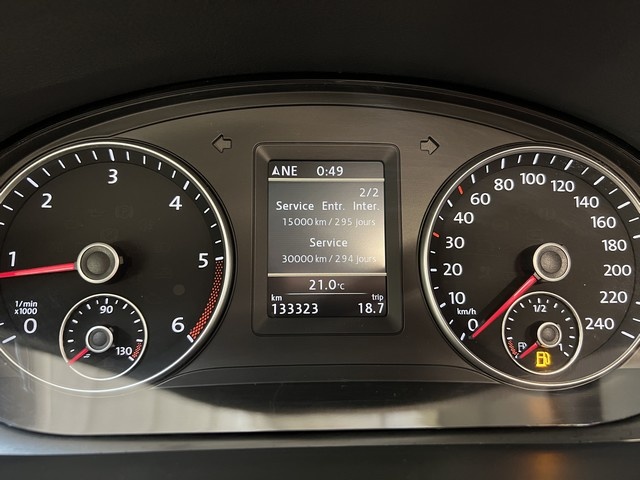 ANE 0:49
2/2
Service Entr. Inter.
15000 km / 295 jours
Service
30000 km / 294 jours
21.0°C
km trip
133323 18.7
0
1
2
3
4
5
6
1/min
x1000
90
130
0
10
20
30
40
60
80
100
120
140
160
180
200
220
240
km/h
1/2
1